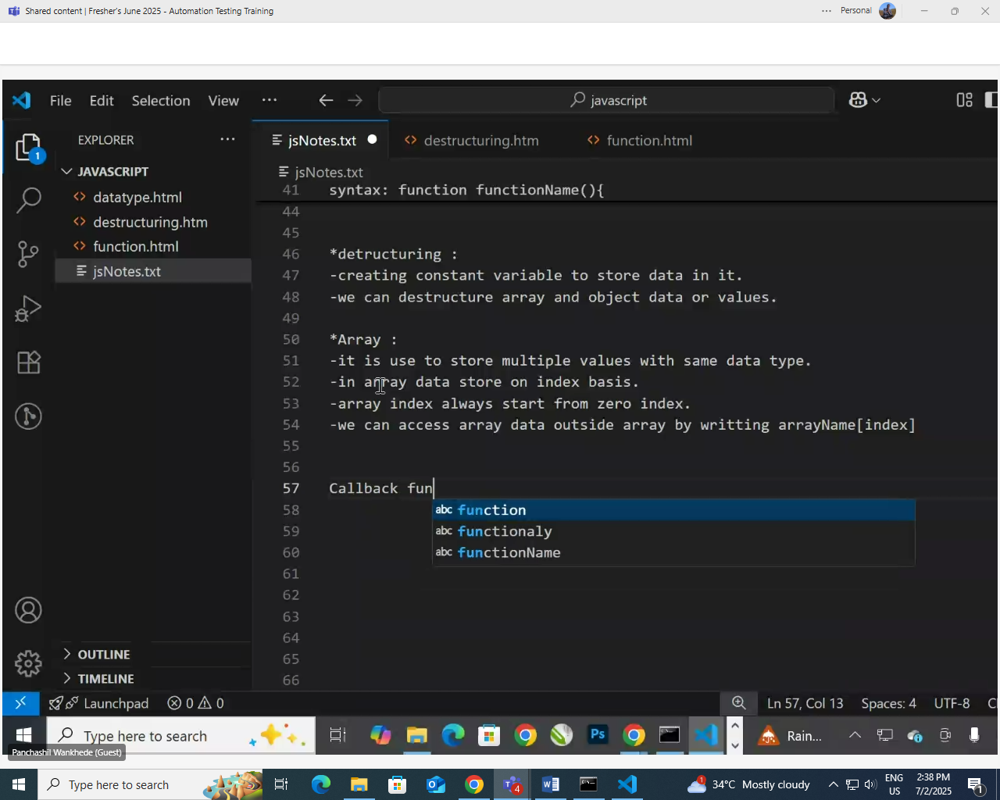 Shared content | Fresher's June 2025 - Automation Testing Training
Personal
File Edit Selection View
javascript
EXPLORER
jsNotes.txt
destructuring.htm
function.html
JAVASCRIPT
datatype.html
destructuring.htm
function.html
jsNotes.txt
jsNotes.txt
41 syntax: function functionName(){
44
45
46 *detructuring :
47 -creating constant variable to store data in it.
48 -we can destructure array and object data or values.
49
50 *Array :
51 -it is use to store multiple values with same data type.
52 -in array data store on index basis.
53 -array index always start from zero index.
54 -we can access array data outside array by writting arrayName[index]
55
56
57 Callback fun
58 abc function
59 abc functionaly
60 abc functionName
61
62
63
64
65
66
OUTLINE
TIMELINE
1
Launchpad 0 0 Ln 57, Col 13 Spaces: 4 UTF-8
Type here to search
Ps
Rain...
Panchashil Wankhede (Guest)
Type here to search
4
1
34°C Mostly cloudy
ENG
US
2:38 PM
7/2/2025
1